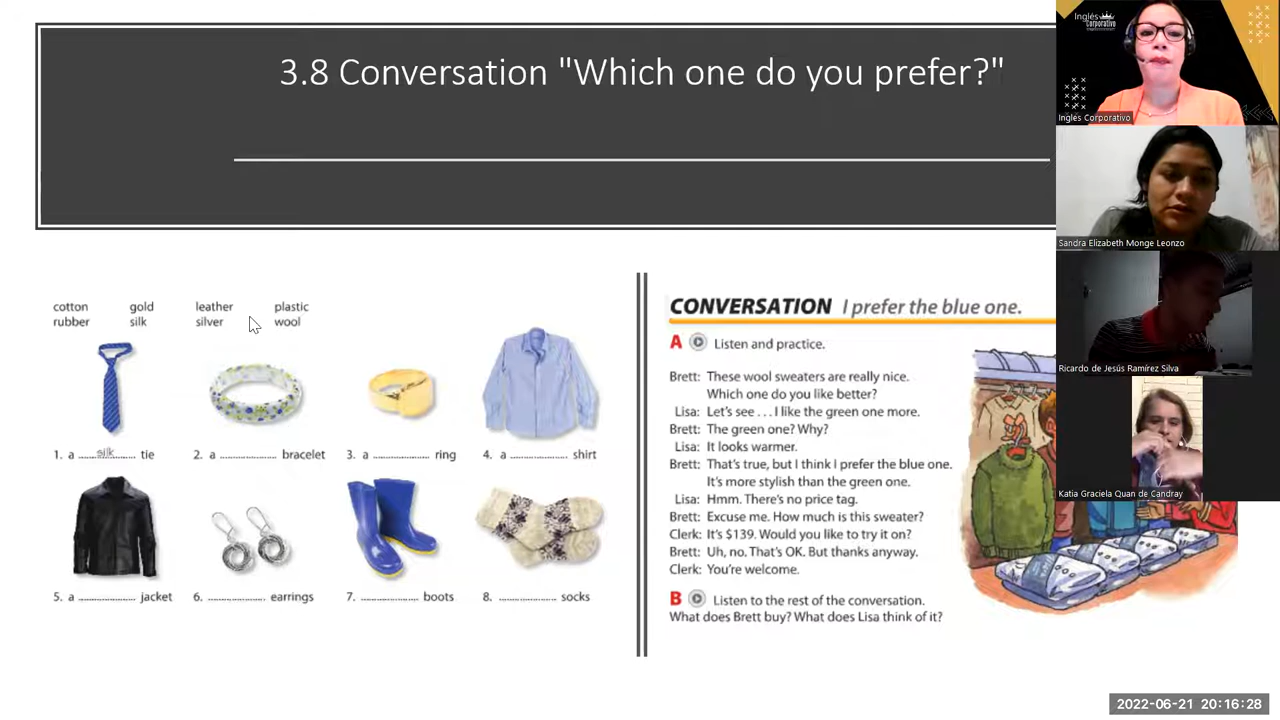 3.8 Conversation "Which one do you prefer?"
cotton gold leather plastic
rubber silk silver wool
1. a silk tie 2. a .................. bracelet 3. a .................. ring 4. a .................. shirt
5. a .................. jacket 6. .................. earrings 7. .................. boots 8. .................. socks
CONVERSATION I prefer the blue one.
A Listen and practice.
Brett: These wool sweaters are really nice.
Which one do you like better?
Lisa: Let's see . . . I like the green one more.
Brett: The green one? Why?
Lisa: It looks warmer.
Brett: That's true, but I think I prefer the blue one.
It's more stylish than the green one.
Lisa: Hmm. There's no price tag.
Brett: Excuse me. How much is this sweater?
Clerk: It's $139. Would you like to try it on?
Brett: Uh, no. That's OK. But thanks anyway.
Clerk: You're welcome.
B Listen to the rest of the conversation.
What does Brett buy? What does Lisa think of it?
Inglés
Corporativo
Inglés Corporativo
Sandra Elizabeth Monge Leonzo
Ricardo de Jesús Ramírez Silva
Katia Graciela Quan de Candray
2022-06-21 20:16:28